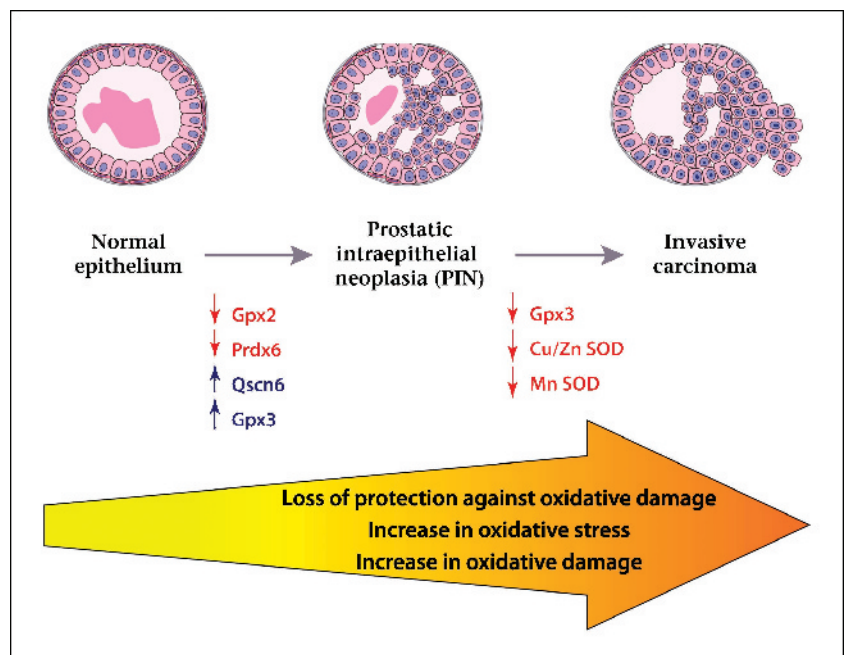 Normal
epithelium
Prostatic
intraepithelial
neoplasia (PIN)
Invasive
carcinoma
Gpx2
Prdx6
Qscn6
Gpx3
Gpx3
Cu/Zn SOD
Mn SOD
Loss of protection against oxidative damage
Increase in oxidative stress
Increase in oxidative damage